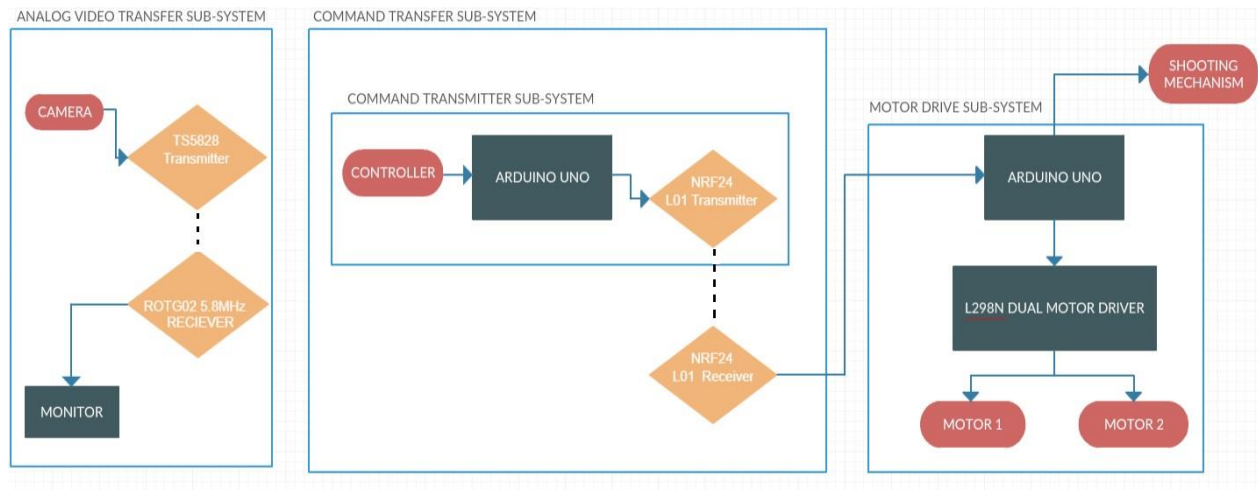 ANALOG VIDEO TRANSFER SUB-SYSTEM
CAMERA
TS5828
Transmitter
ROTG02 5.8MHz
RECIEVER
MONITOR
COMMAND TRANSFER SUB-SYSTEM
COMMAND TRANSMITTER SUB-SYSTEM
CONTROLLER
ARDUINO UNO
NRF24
L01 Transmitter
NRF24
L01 Receiver
MOTOR DRIVE SUB-SYSTEM
SHOOTING
MECHANISM
ARDUINO UNO
L298N DUAL MOTOR DRIVER
MOTOR 1
MOTOR 2